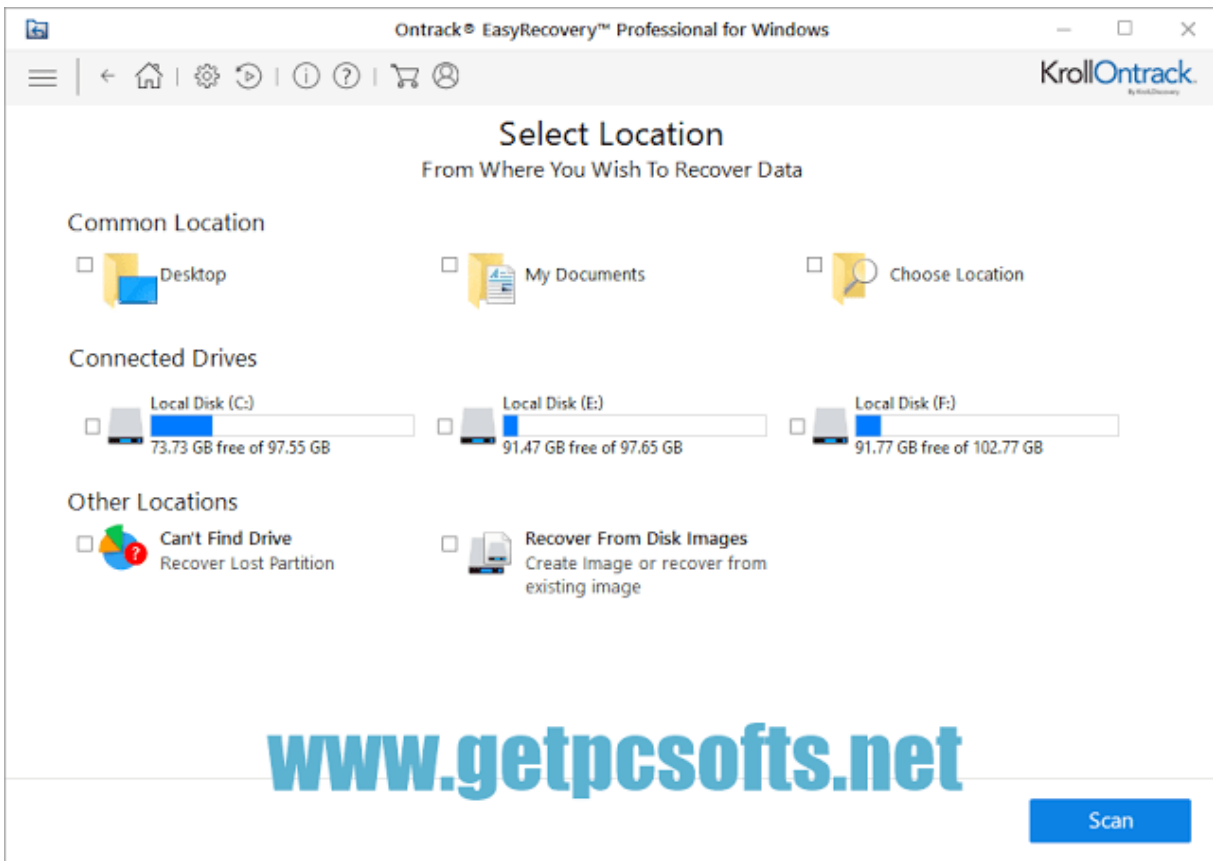 Ontrack® EasyRecovery™ Professional for Windows
KrollOntrack.
By KrollDiscovery
Select Location
From Where You Wish To Recover Data
Common Location
Desktop
My Documents
Choose Location
Connected Drives
Local Disk (C:)
73.73 GB free of 97.55 GB
Local Disk (E:)
91.47 GB free of 97.65 GB
Local Disk (F:)
91.77 GB free of 102.77 GB
Other Locations
Can't Find Drive
Recover Lost Partition
Recover From Disk Images
Create Image or recover from
existing image
www.getpcsofts.net
Scan